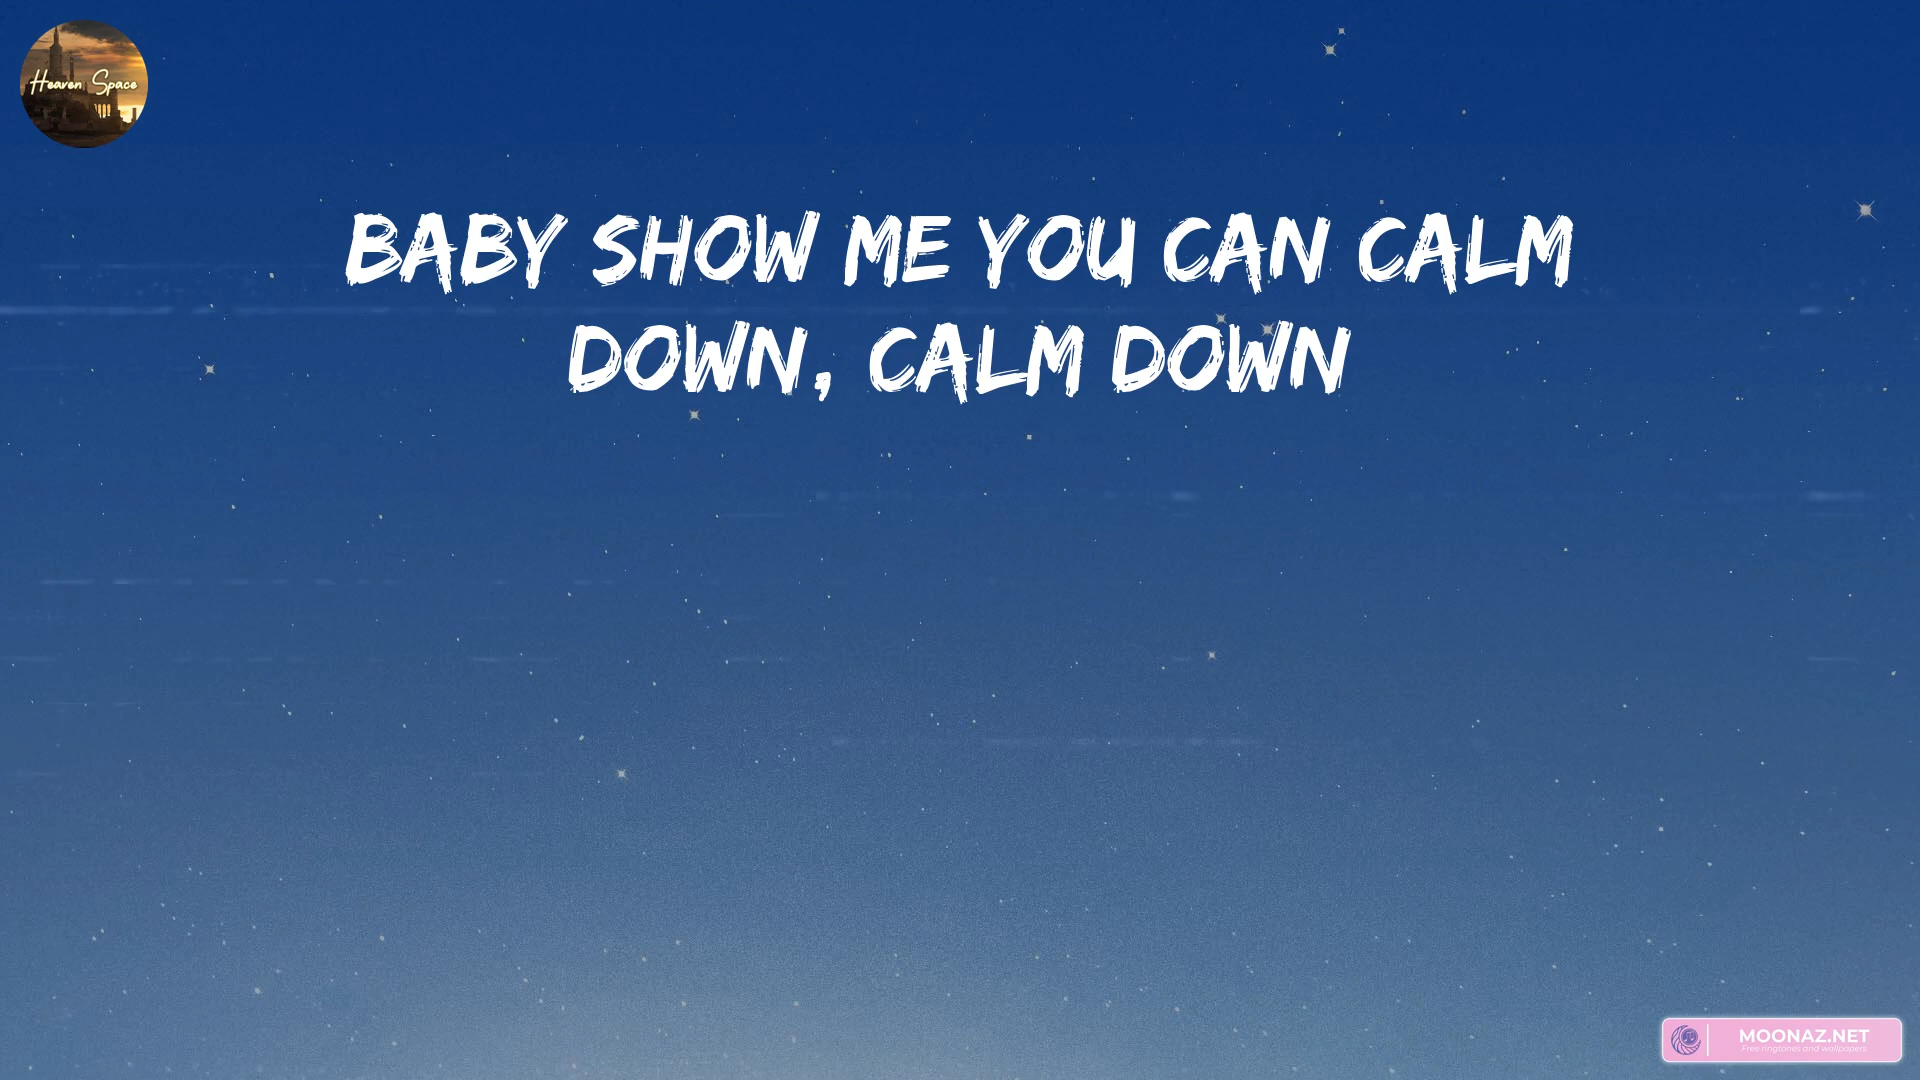 Heaven Space
BABY SHOW ME YOU CAN CALM
DOWN, CALM DOWN
MOONAZ.NET
Free ringtones and wallpapers